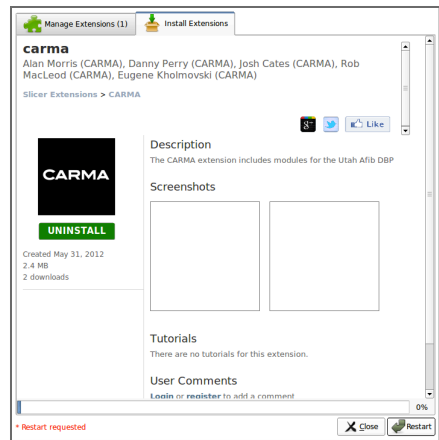 Manage Extensions (1)
Install Extensions
carma
Alan Morris (CARMA), Danny Perry (CARMA), Josh Cates (CARMA), Rob
MacLeod (CARMA), Eugene Kholmovski (CARMA)
Slicer Extensions > CARMA
Like
CARMA
UNINSTALL
Created May 31, 2012
2.4 MB
2 downloads
Description
The CARMA extension includes modules for the Utah Afib DBP
Screenshots
Tutorials
There are no tutorials for this extension.
User Comments
Login or register to add a comment
0%
* Restart requested
Close
Restart